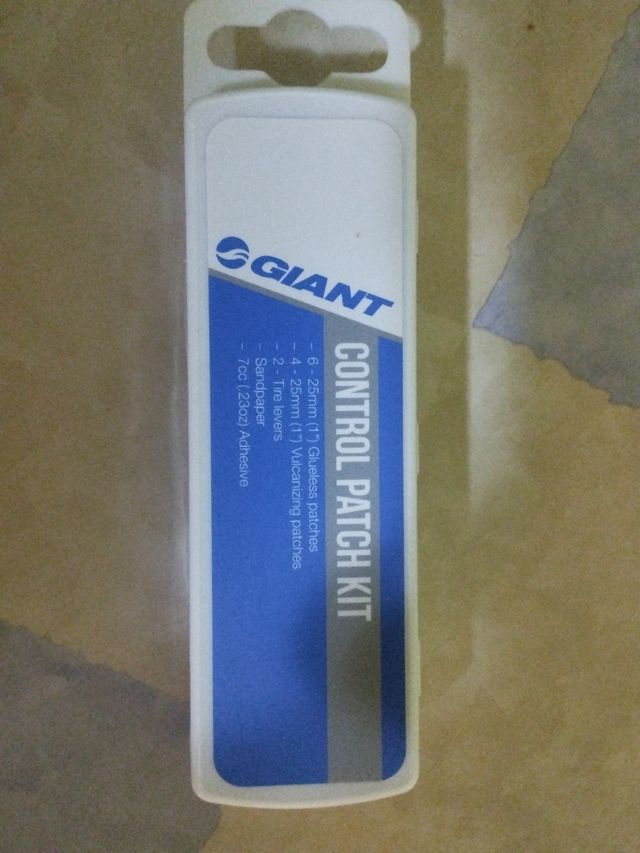 GIANT
CONTROL PATCH KIT
- 6 - 25mm (1") Glueless patches
- 4 - 25mm (1") Vulcanizing patches
- 2 - Tire levers
- Sandpaper
- 7cc (.23oz) Adhesive